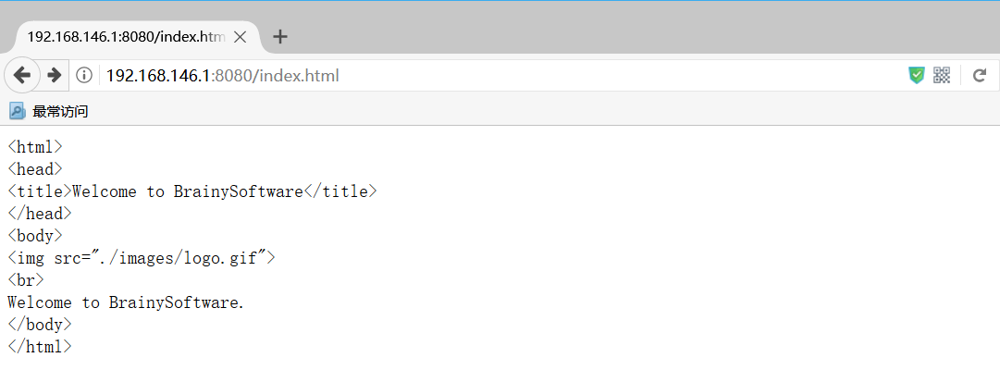 192.168.146.1:8080/index.htm
192.168.146.1:8080/index.html
最常访问
<html>
<head>
<title>Welcome to BrainySoftware</title>
</head>
<body>
<img src="./images/logo.gif">
<br>
Welcome to BrainySoftware.
</body>
</html>